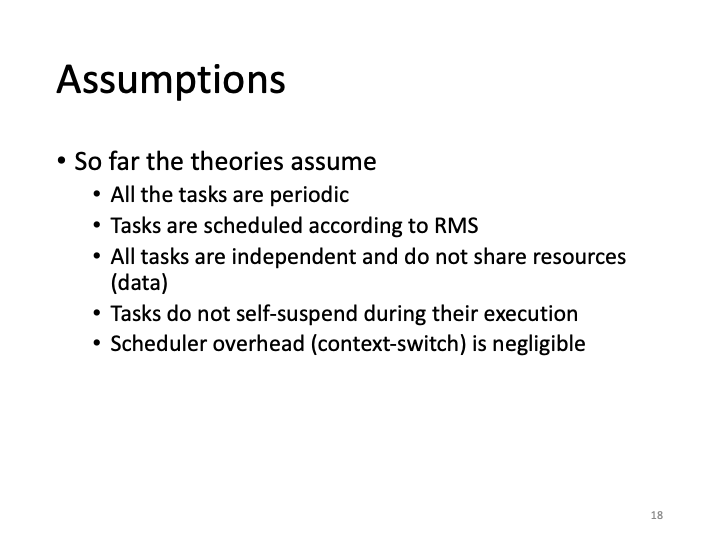 Assumptions
• So far the theories assume
• All the tasks are periodic
• Tasks are scheduled according to RMS
• All tasks are independent and do not share resources
(data)
• Tasks do not self-suspend during their execution
• Scheduler overhead (context-switch) is negligible
18